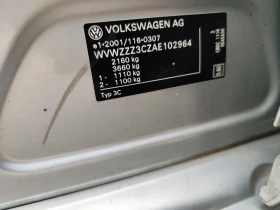 VOLKSWAGEN AG
e1*2001/116*0307
WVWZZZ3CZAE102964
2160 kg
3660 kg
1 - 1110 kg
2 - 1100 kg
Typ 3C